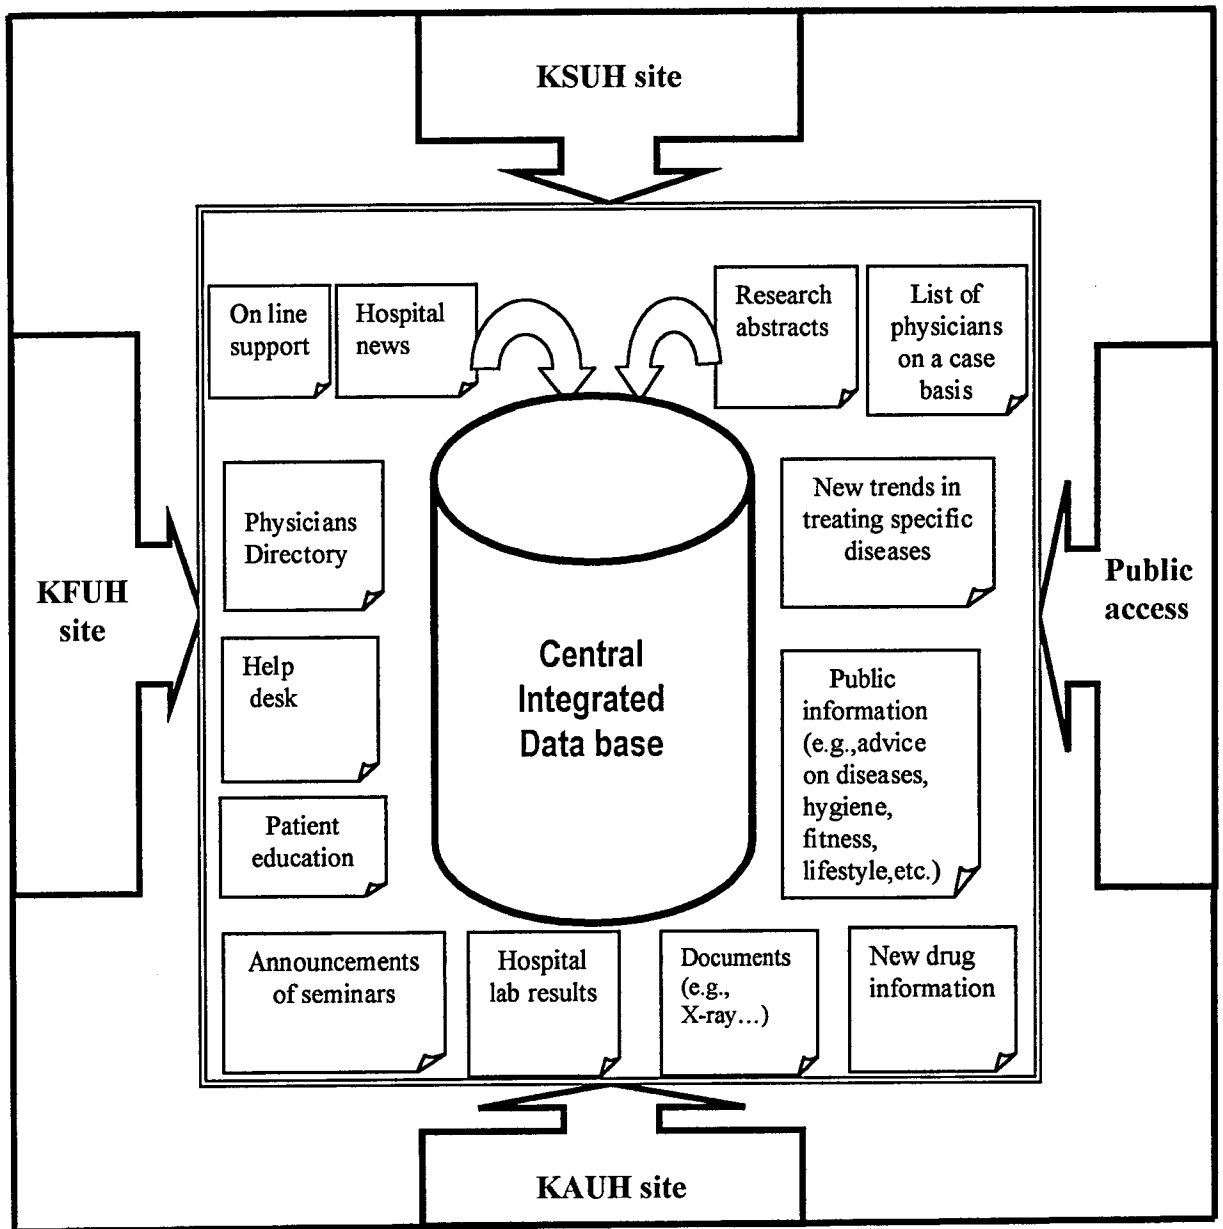 KSUH site
On line
support
Hospital
news
Research
abstracts
List of
physicians
on a case
basis
Physicians
Directory
New trends in
treating specific
diseases
KFUH
site
Public
access
Help
desk
Central
Integrated
Data base
Public
information
(e.g.,advice
on diseases,
hygiene,
fitness,
lifestyle,etc.)
Patient
education
Announcements
of seminars
Hospital
lab results
Documents
(e.g.,
X-ray…)
New drug
information
KAUH site